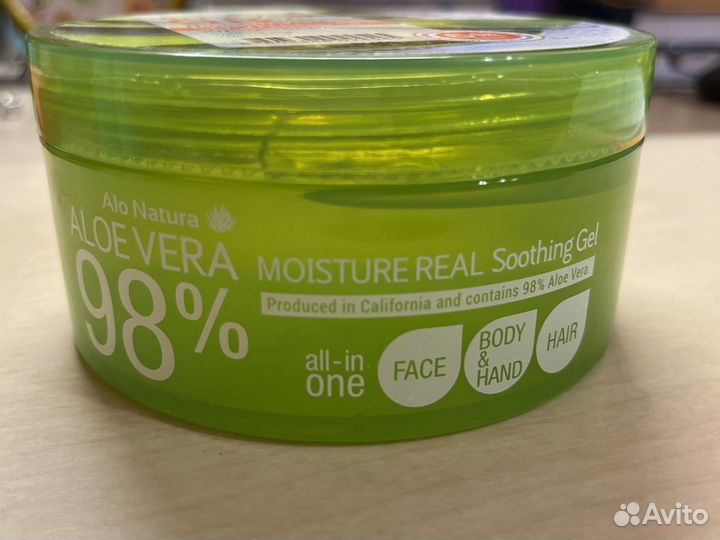 Alo Natura
ALOE VERA
98%
MOISTURE REAL Soothing Gel
Produced in California and contains 98% Aloe Vera
all-in
one
FACE
BODY
&
HAND
HAIR
Avito